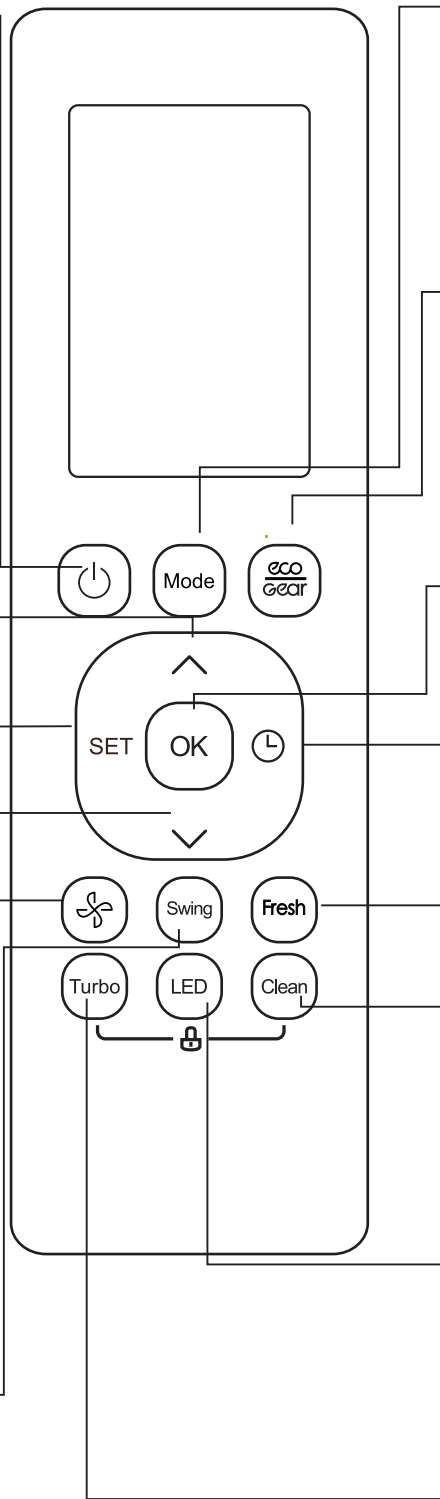 Mode
eco
Gear
SET
OK
Swing
Fresh
Turbo
LED
Clean